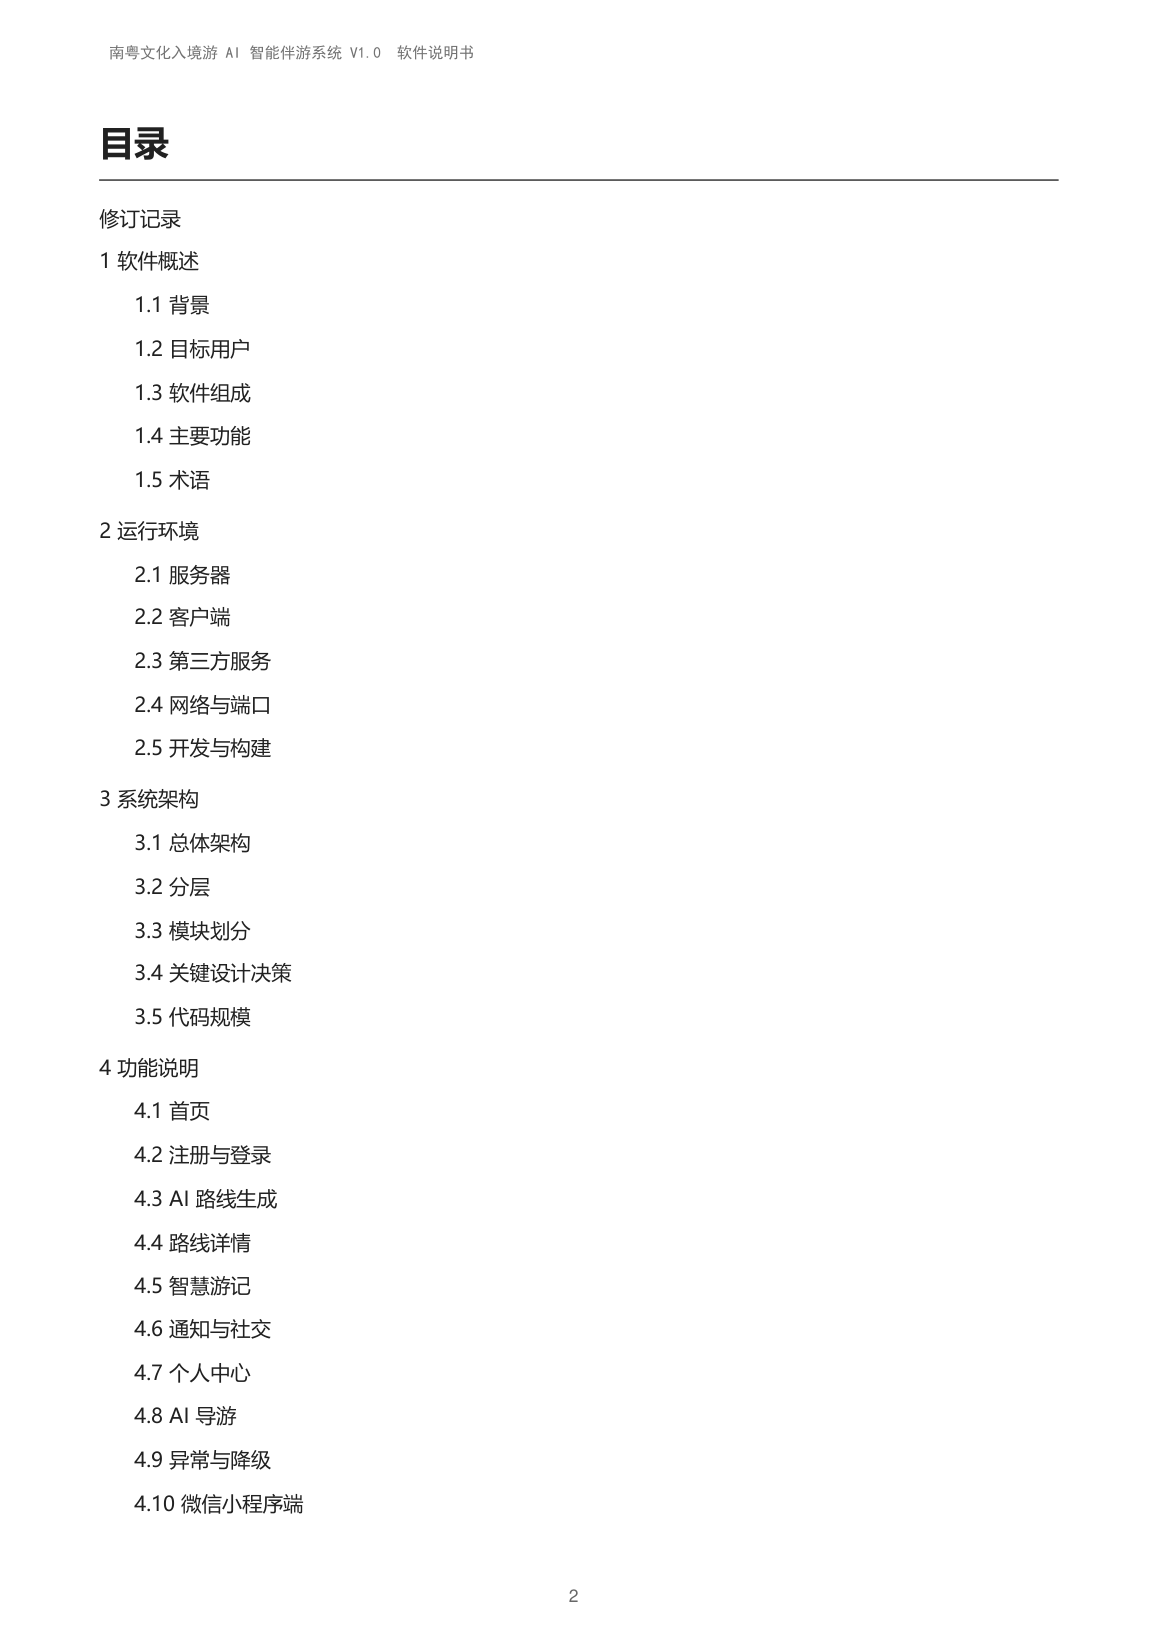 南粤文化入境游 AI 智能伴游系统 V1.0 软件说明书
目录
修订记录
1 软件概述
1.1 背景
1.2 目标用户
1.3 软件组成
1.4 主要功能
1.5 术语
2 运行环境
2.1 服务器
2.2 客户端
2.3 第三方服务
2.4 网络与端口
2.5 开发与构建
3 系统架构
3.1 总体架构
3.2 分层
3.3 模块划分
3.4 关键设计决策
3.5 代码规模
4 功能说明
4.1 首页
4.2 注册与登录
4.3 AI 路线生成
4.4 路线详情
4.5 智慧游记
4.6 通知与社交
4.7 个人中心
4.8 AI 导游
4.9 异常与降级
4.10 微信小程序端
2